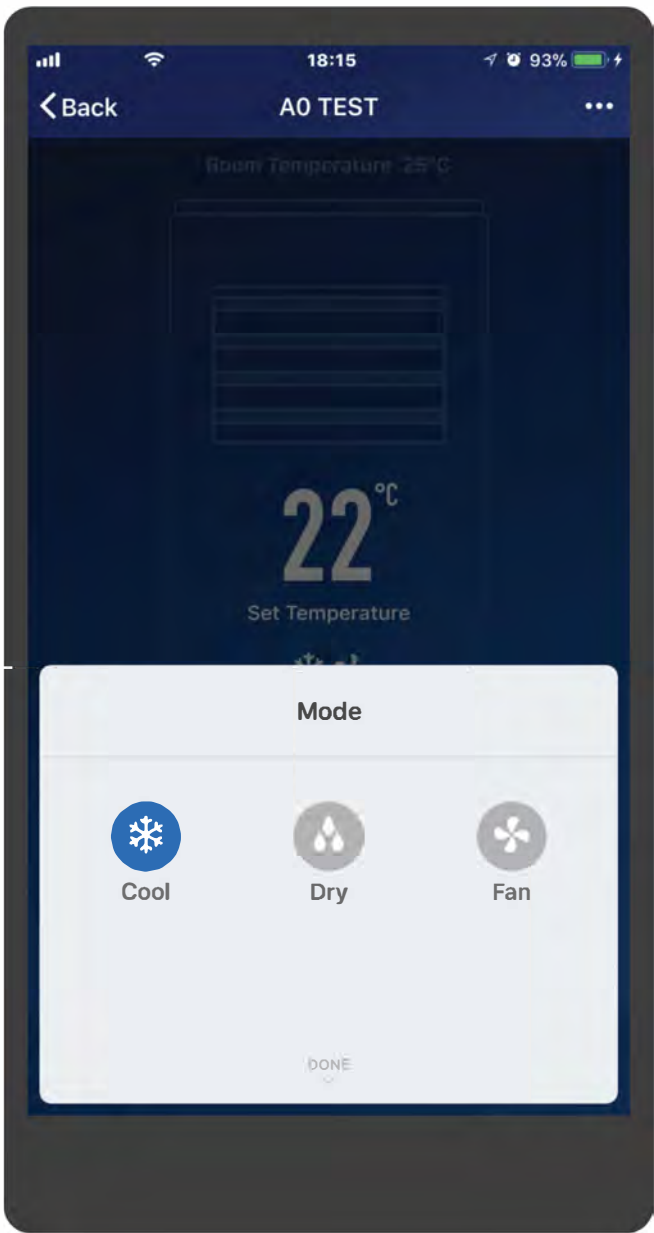 18:15
93%
Back
A0 TEST
Room Temperature 25°C
22°C
Set Temperature
Mode
Cool
Dry
Fan
DONE